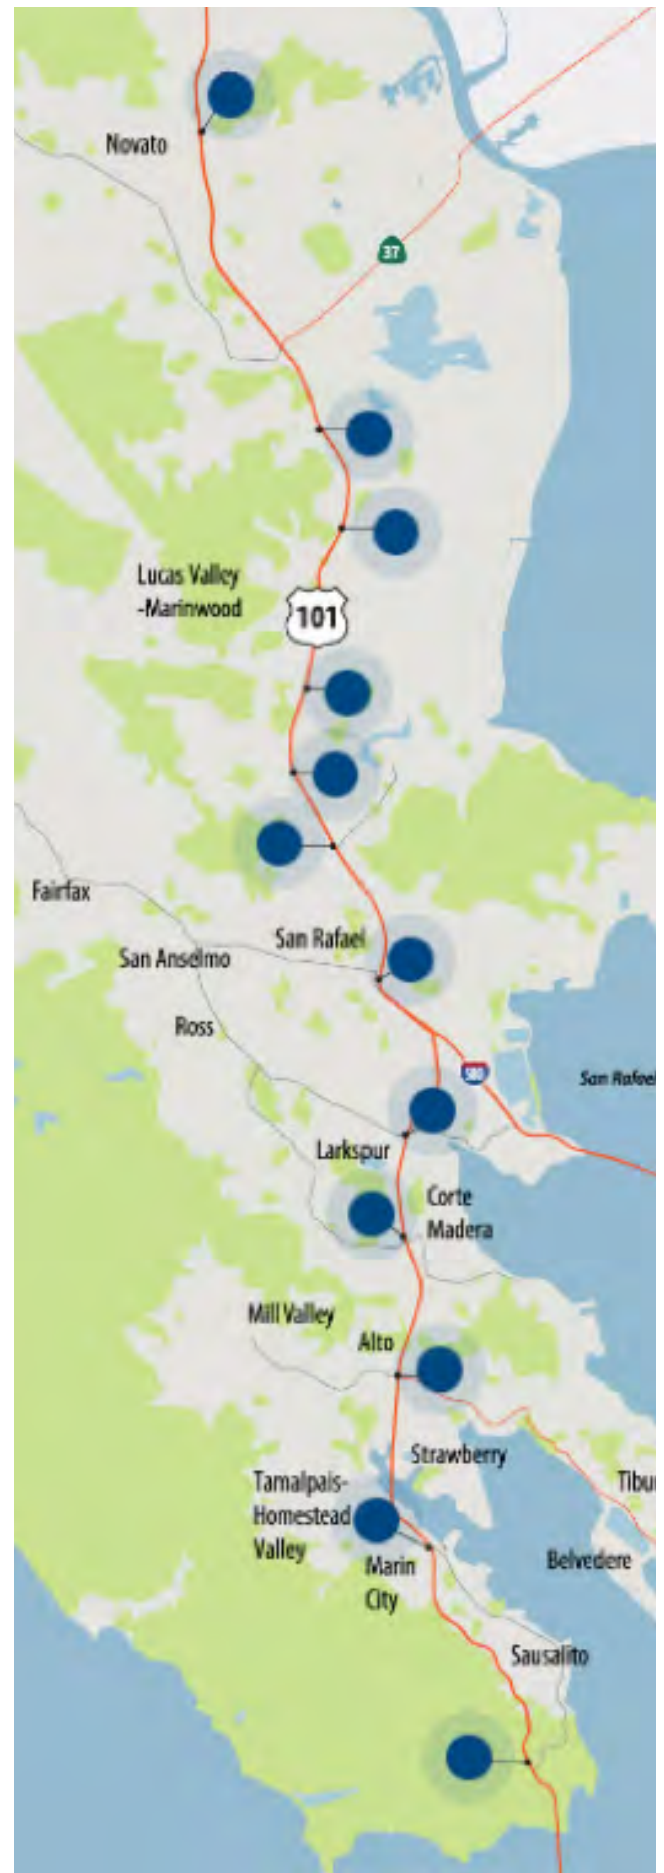 Novato
37
Lucas Valley
-Marinwood
101
Fairfax
San Rafael
San Anselmo
Ross
580
San Rafael
Larkspur
Corte
Madera
Mill Valley
Alto
Strawberry
Tamalpais-
Homestead
Valley
Tibur
Marin
City
Belvedere
Sausalito